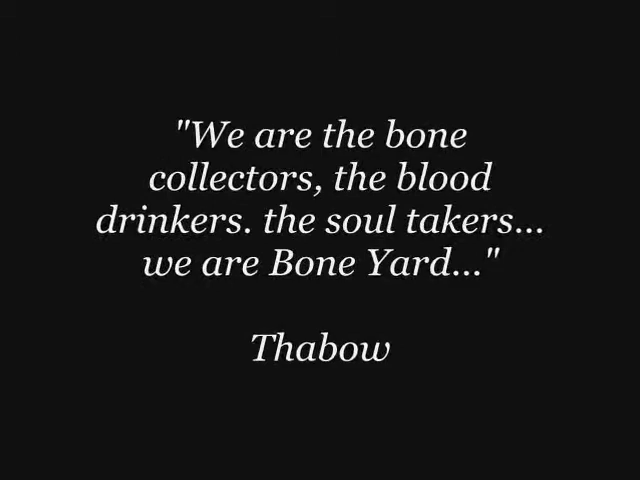 "We are the bone
collectors, the blood
drinkers. the soul takers...
we are Bone Yard..."
Thabow